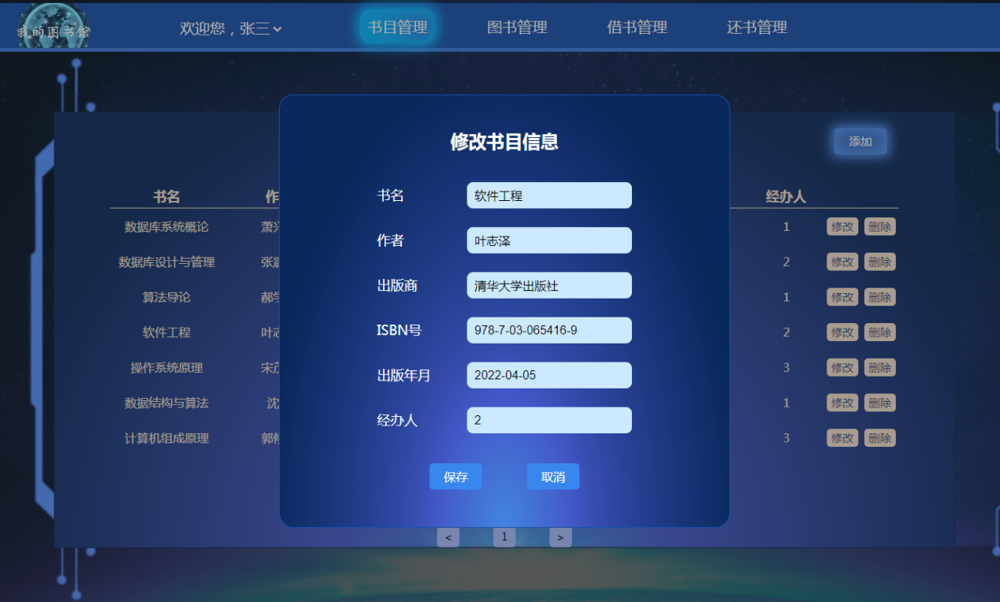 我的图书馆
欢迎您，张三
书目管理
图书管理
借书管理
还书管理
添加
修改书目信息
书名
软件工程
作者
叶志泽
出版商
清华大学出版社
ISBN号
978-7-03-065416-9
出版年月
2022-04-05
经办人
2
保存
取消
书名 作 经办人
数据库系统概论 萧 1 修改 删除
数据库设计与管理 张 2 修改 删除
算法导论 郝 1 修改 删除
软件工程 叶 2 修改 删除
操作系统原理 宋 3 修改 删除
数据结构与算法 沈 1 修改 删除
计算机组成原理 郭 3 修改 删除
< 1 >